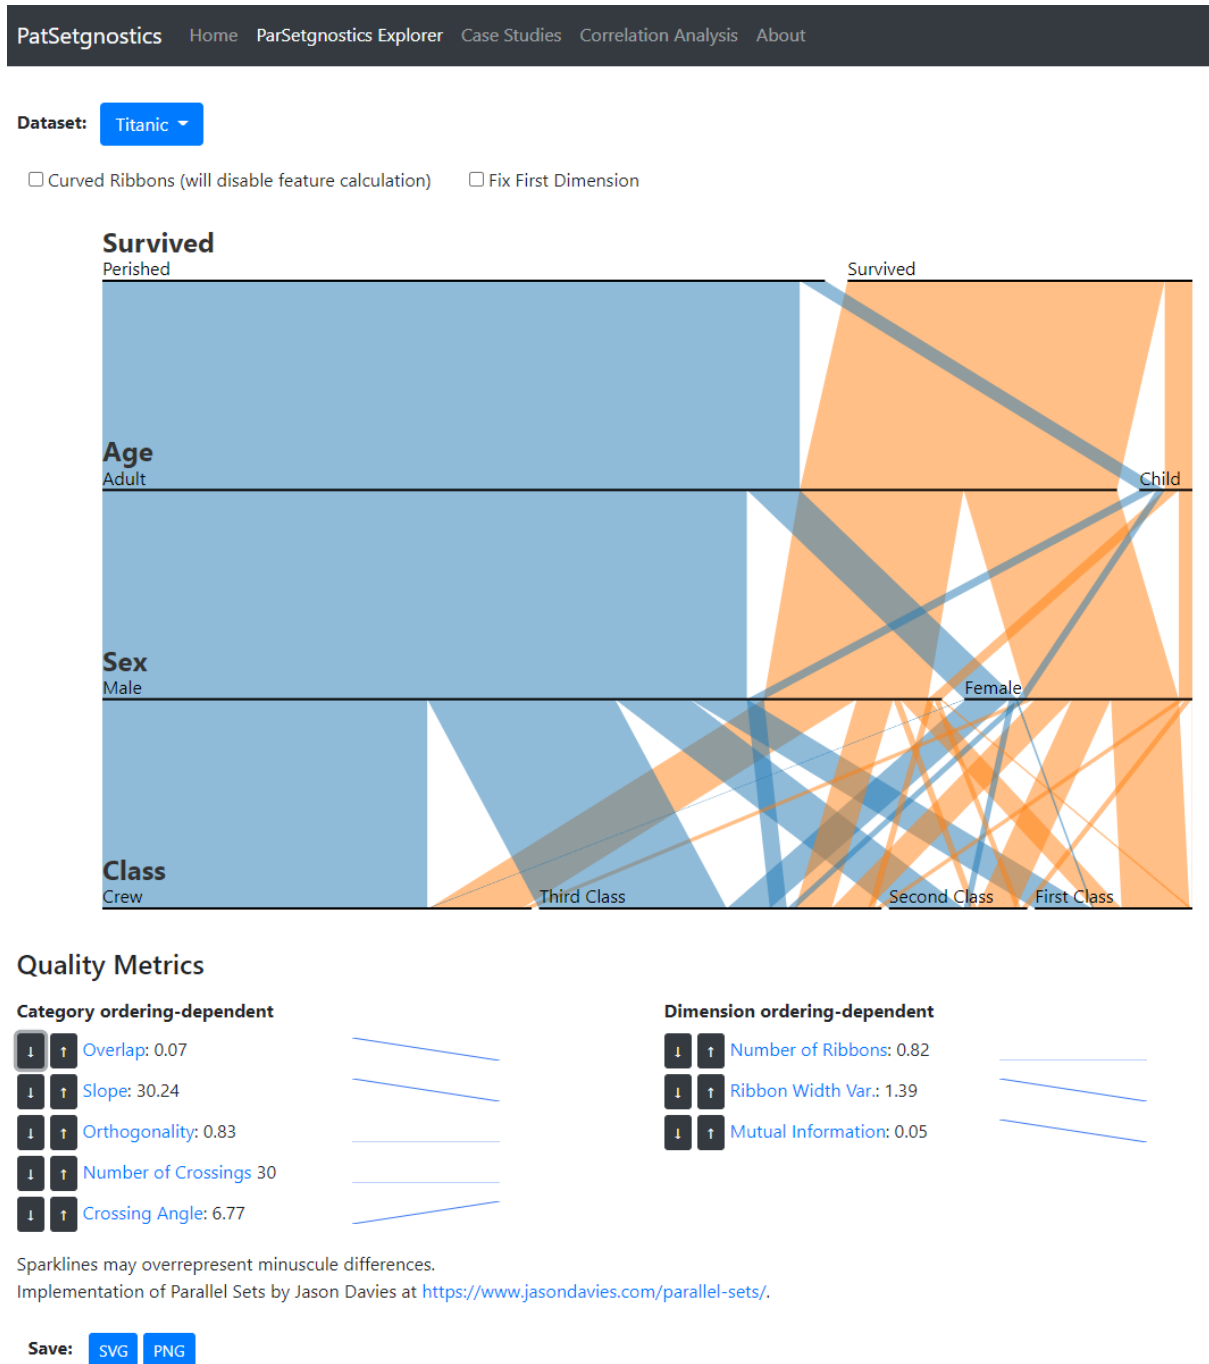 PatSetgnostics Home ParSetgnostics Explorer Case Studies Correlation Analysis About
Dataset: Titanic
Curved Ribbons (will disable feature calculation) Fix First Dimension
Survived
Perished Survived
Age
Adult Child
Sex
Male Female
Class
Crew Third Class Second Class First Class
Quality Metrics
Category ordering-dependent Dimension ordering-dependent
↓ ↑ Overlap: 0.07 ↓ ↑ Number of Ribbons: 0.82
↓ ↑ Slope: 30.24 ↓ ↑ Ribbon Width Var.: 1.39
↓ ↑ Orthogonality: 0.83 ↓ ↑ Mutual Information: 0.05
↓ ↑ Number of Crossings 30
↓ ↑ Crossing Angle: 6.77
Sparklines may overrepresent minuscule differences.
Implementation of Parallel Sets by Jason Davies at https://www.jasondavies.com/parallel-sets/.
Save: SVG PNG